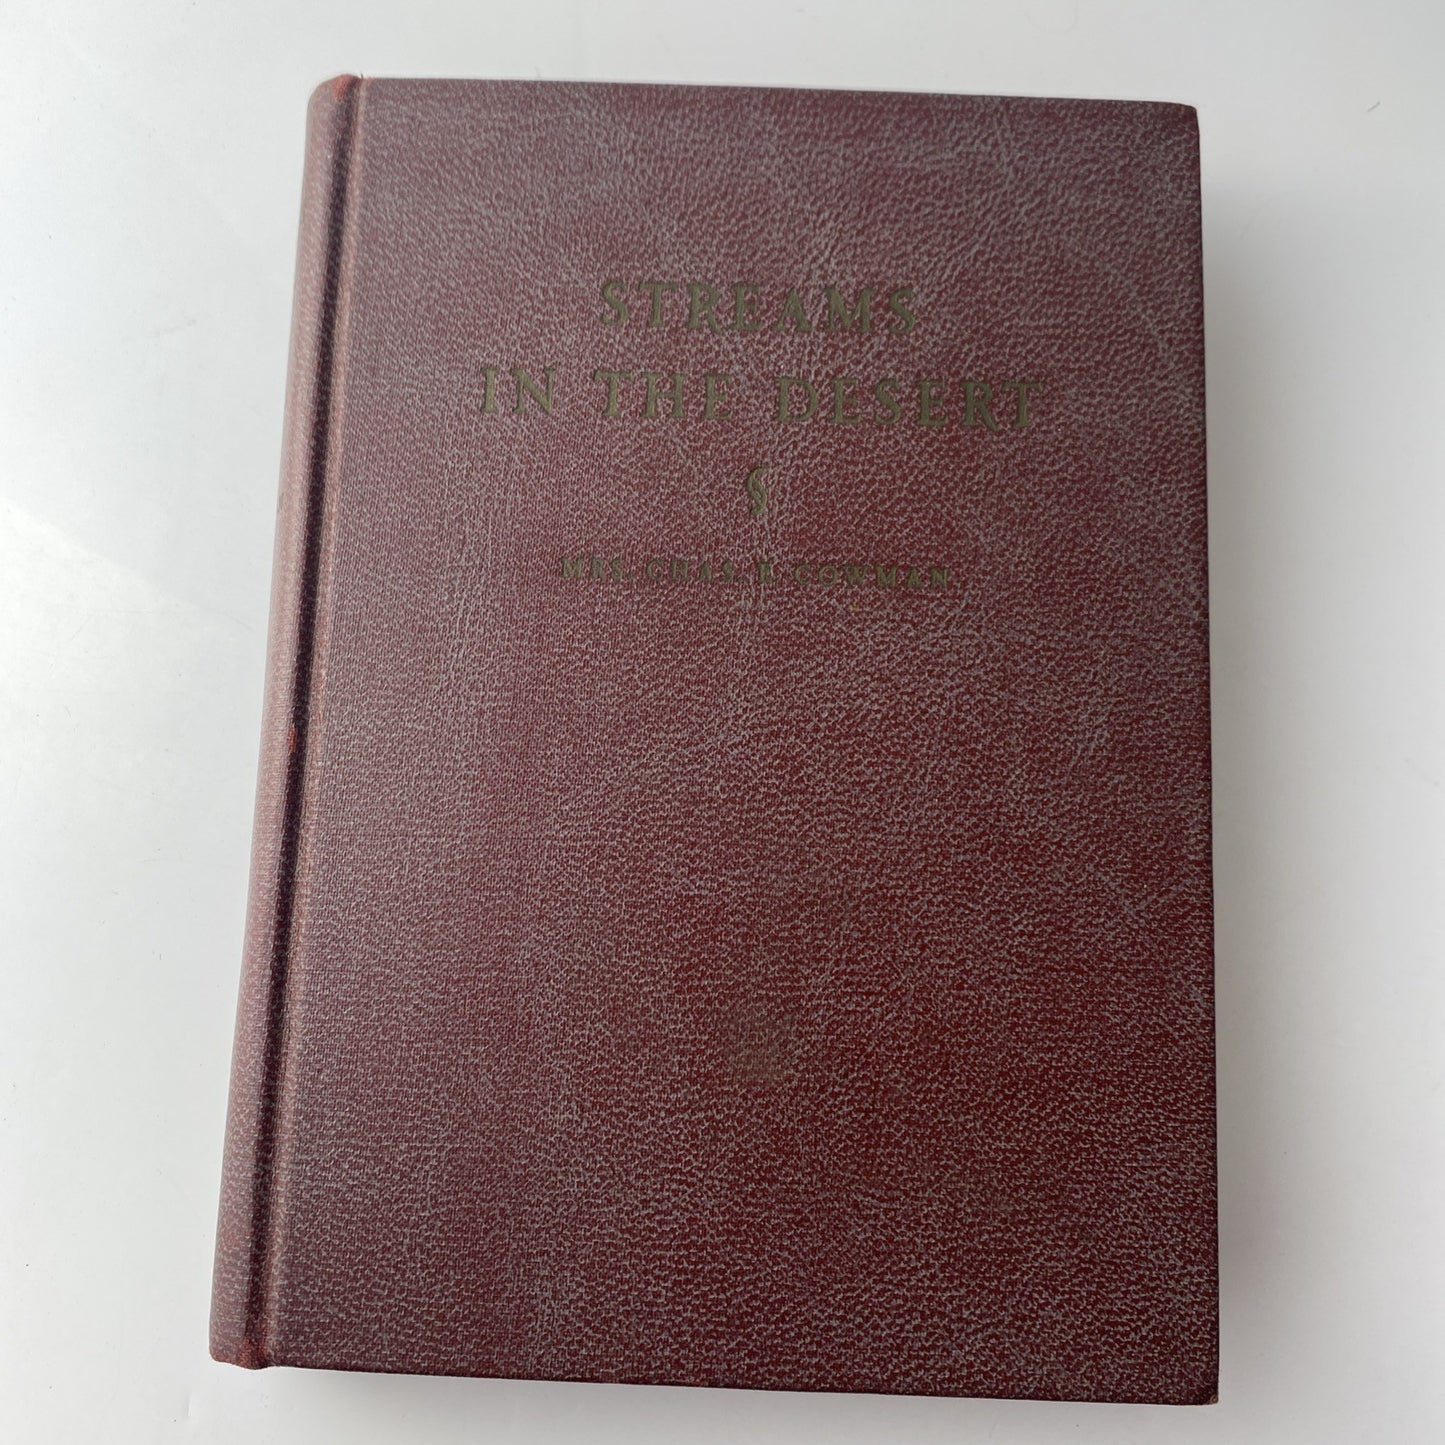 STREAMS
IN THE DESERT
§
MRS CHAS E COWMAN